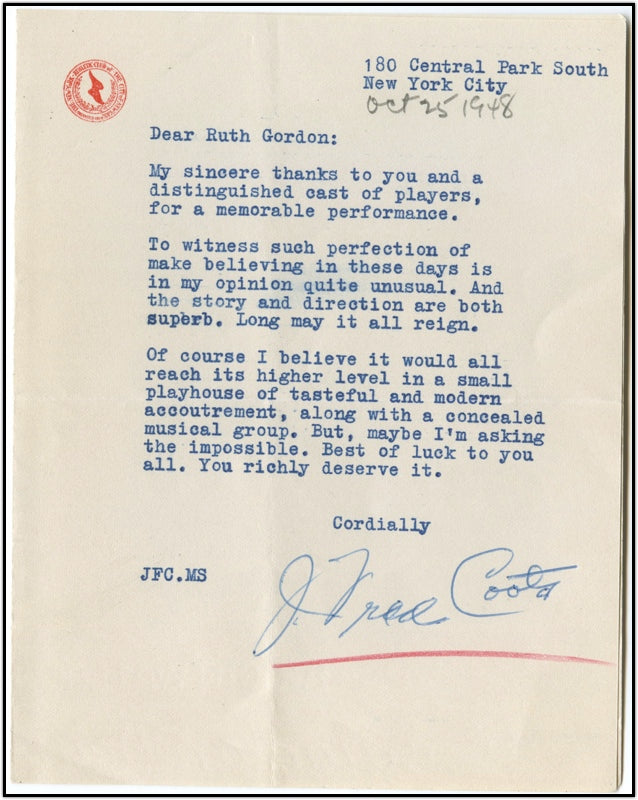 180 Central Park South
New York City
Oct 25 1948
Dear Ruth Gordon:
My sincere thanks to you and a
distinguished cast of players,
for a memorable performance.
To witness such perfection of
make believing in these days is
in my opinion quite unusual. And
the story and direction are both
superb. Long may it all reign.
Of course I believe it would all
reach its higher level in a small
playhouse of tasteful and modern
accoutrement, along with a concealed
musical group. But, maybe I'm asking
the impossible. Best of luck to you
all. You richly deserve it.
Cordially
JFC.MS
J. Fred Coots